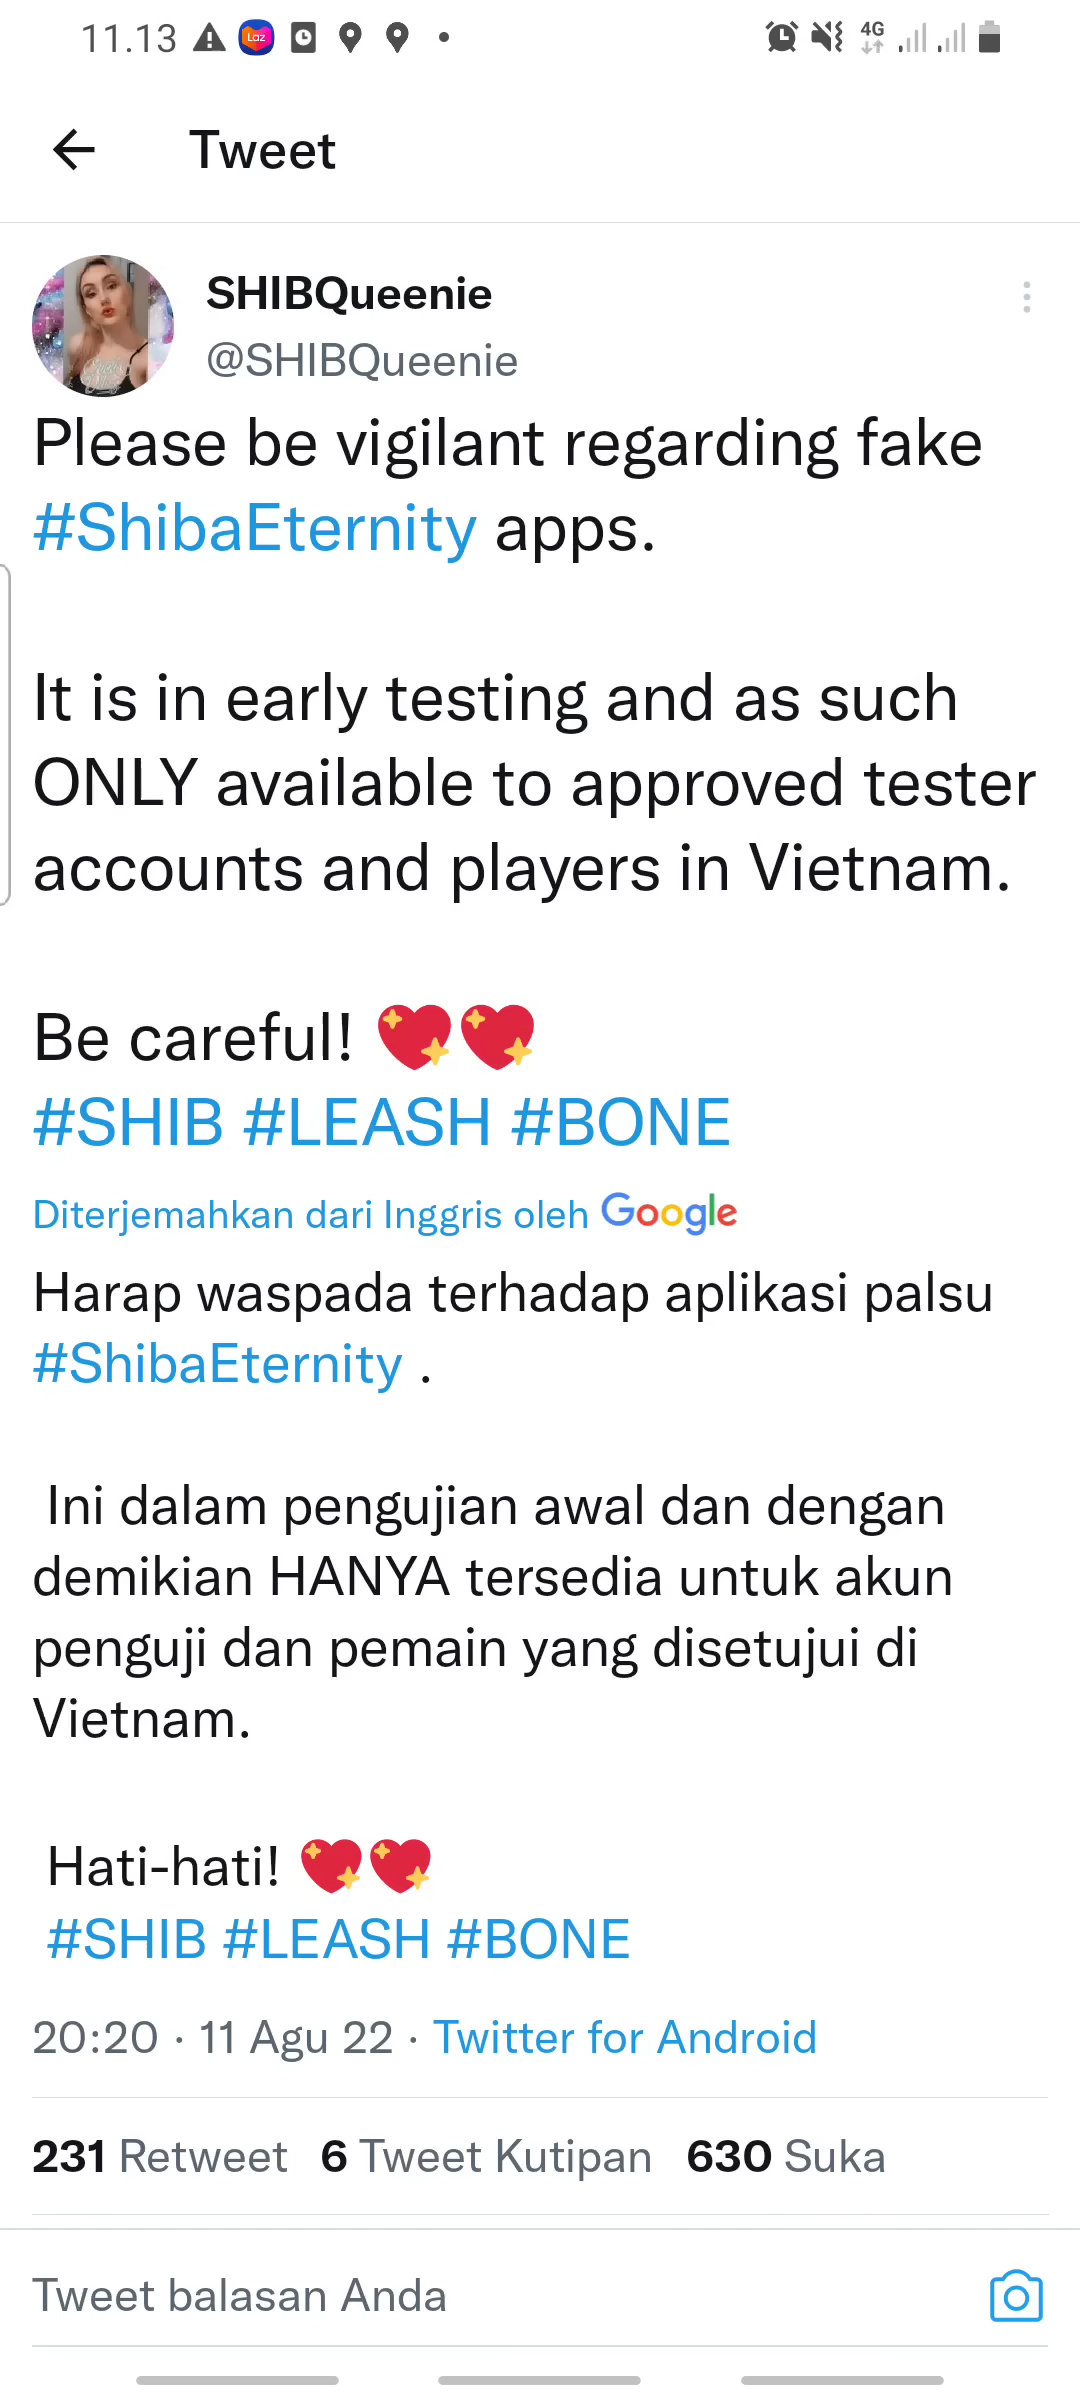 11.13
Laz
4G
Tweet
SHIBQueenie
@SHIBQueenie
Please be vigilant regarding fake
#ShibaEternity apps.
It is in early testing and as such
ONLY available to approved tester
accounts and players in Vietnam.
Be careful! 💖💖
#SHIB #LEASH #BONE
Diterjemahkan dari Inggris oleh Google
Harap waspada terhadap aplikasi palsu
#ShibaEternity .
Ini dalam pengujian awal dan dengan
demikian HANYA tersedia untuk akun
penguji dan pemain yang disetujui di
Vietnam.
Hati-hati! 💖💖
#SHIB #LEASH #BONE
20:20 · 11 Agu 22 · Twitter for Android
231 Retweet 6 Tweet Kutipan 630 Suka
Tweet balasan Anda